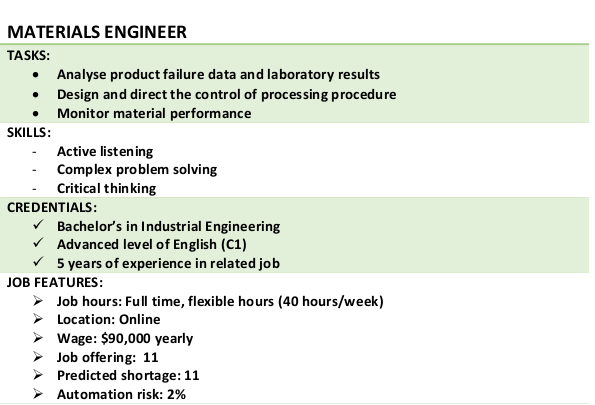 MATERIALS ENGINEER
TASKS:
• Analyse product failure data and laboratory results
• Design and direct the control of processing procedure
• Monitor material performance
SKILLS:
- Active listening
- Complex problem solving
- Critical thinking
CREDENTIALS:
✓ Bachelor’s in Industrial Engineering
✓ Advanced level of English (C1)
✓ 5 years of experience in related job
JOB FEATURES:
➢ Job hours: Full time, flexible hours (40 hours/week)
➢ Location: Online
➢ Wage: $90,000 yearly
➢ Job offering: 11
➢ Predicted shortage: 11
➢ Automation risk: 2%